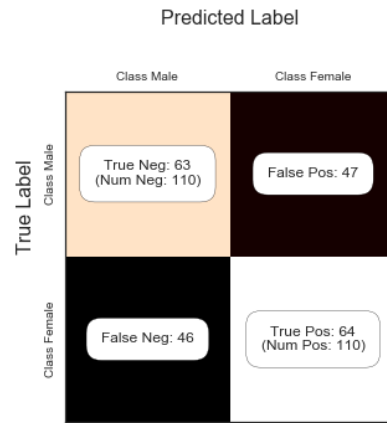 Predicted Label
Class Male
Class Female
True Label
Class Male
True Neg: 63
(Num Neg: 110)
False Pos: 47
Class Female
False Neg: 46
True Pos: 64
(Num Pos: 110)